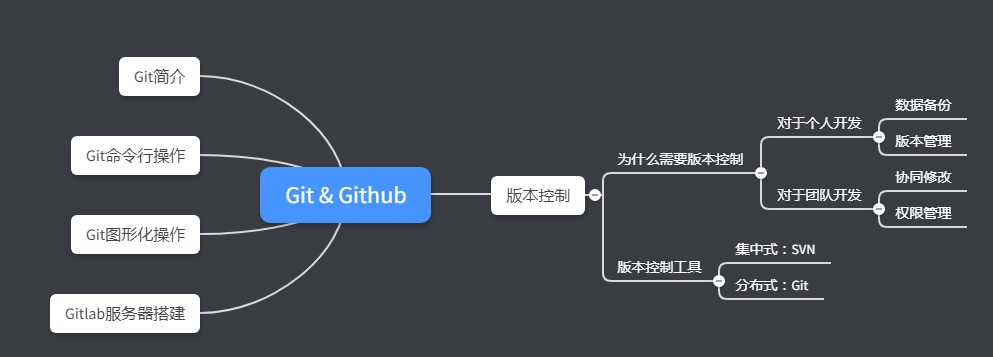 Git & Github
版本控制
为什么需要版本控制
对于个人开发
数据备份
版本管理
对于团队开发
协同修改
权限管理
版本控制工具
集中式：SVN
分布式：Git
Git简介
Git命令行操作
Git图形化操作
Gitlab服务器搭建